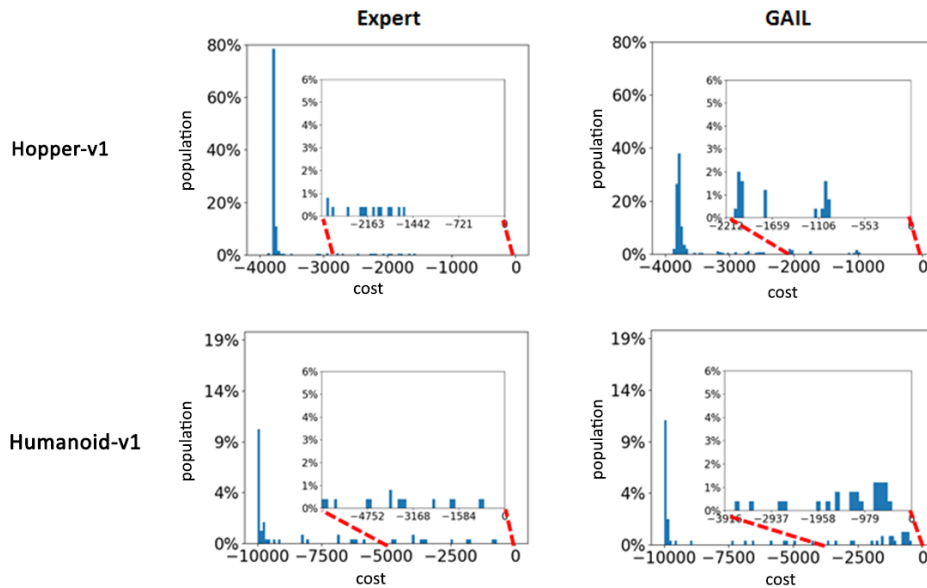 Expert
GAIL
Hopper-v1
population
80%
60%
40%
20%
0%
6%
5%
4%
3%
2%
1%
0%
−2163 −1442 −721 0
−4000 −3000 −2000 −1000 0
cost
population
80%
60%
40%
20%
0%
6%
5%
4%
3%
2%
1%
0%
−2212 −1659 −1106 −553 0
−4000 −3000 −2000 −1000 0
cost
Humanoid-v1
population
19%
14%
9%
4%
0%
6%
5%
4%
3%
2%
1%
0%
−4752 −3168 −1584 0
−10000 −7500 −5000 −2500 0
cost
population
19%
14%
9%
4%
0%
6%
5%
4%
3%
2%
1%
0%
−2937 −1958 −979 0
−10000 −7500 −5000 −2500 0
cost